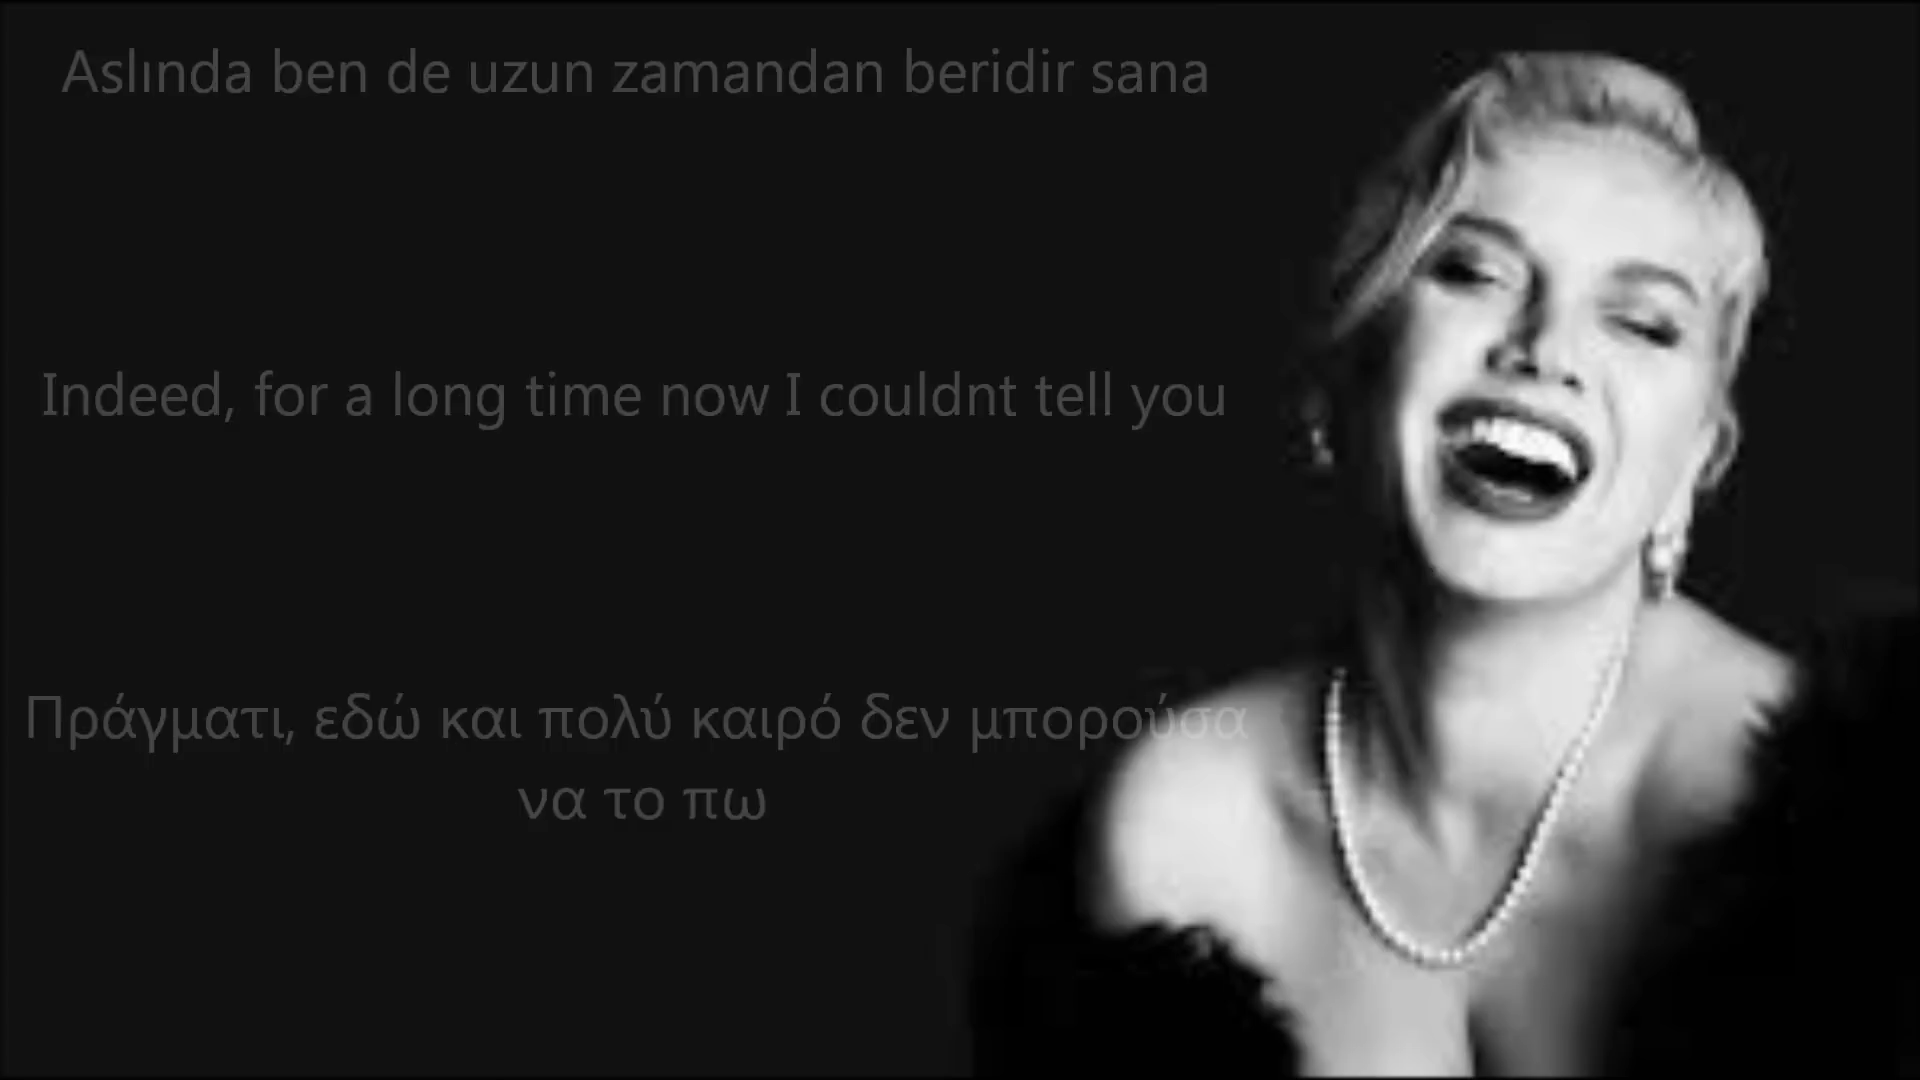 Aslında ben de uzun zamandan beridir sana
Indeed, for a long time now I couldnt tell you
Πράγματι, εδώ και πολύ καιρό δεν μπορούσα
να το πω